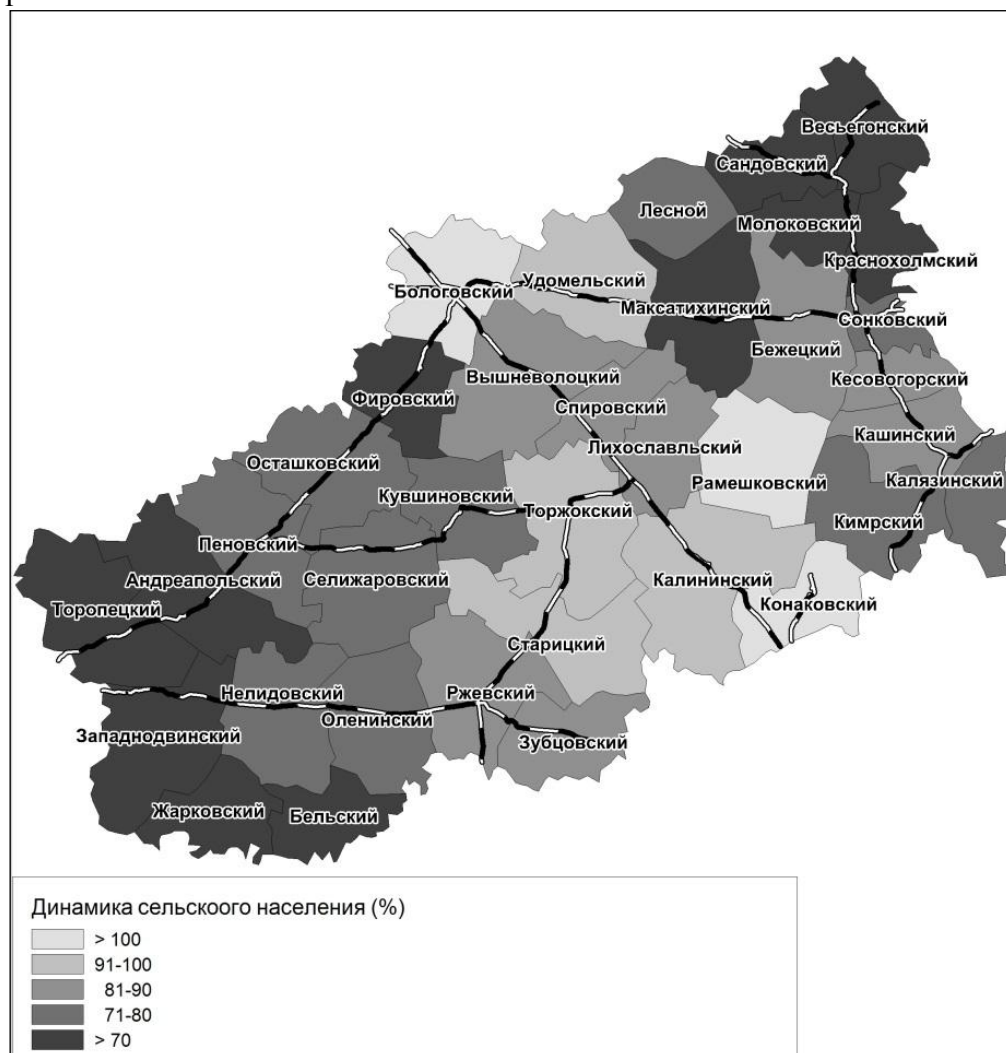 Весьегонский
Сандовский
Лесной
Молоковский
Краснохолмский
Удомельский
Бологовский
Максатихинский
Сонковский
Бежецкий
Вышневолоцкий
Кесовогорский
Фировский
Спировский
Кашинский
Лихославльский
Осташковский
Рамешковский
Калязинский
Кувшиновский
Торжокский
Кимрский
Пеновский
Андреапольский
Селижаровский
Калининский
Торопецкий
Конаковский
Старицкий
Нелидовский
Ржевский
Оленинский
Западнодвинский
Зубцовский
Жарковский
Бельский
Динамика сельскоого населения (%)
> 100
91-100
81-90
71-80
> 70